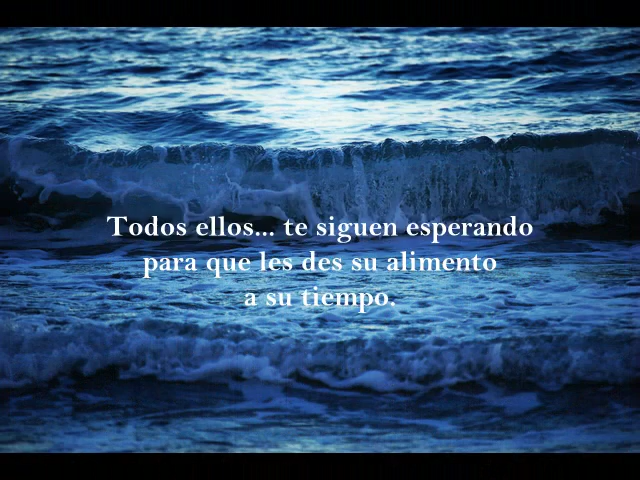 Todos ellos... te siguen esperando
para que les des su alimento
a su tiempo.